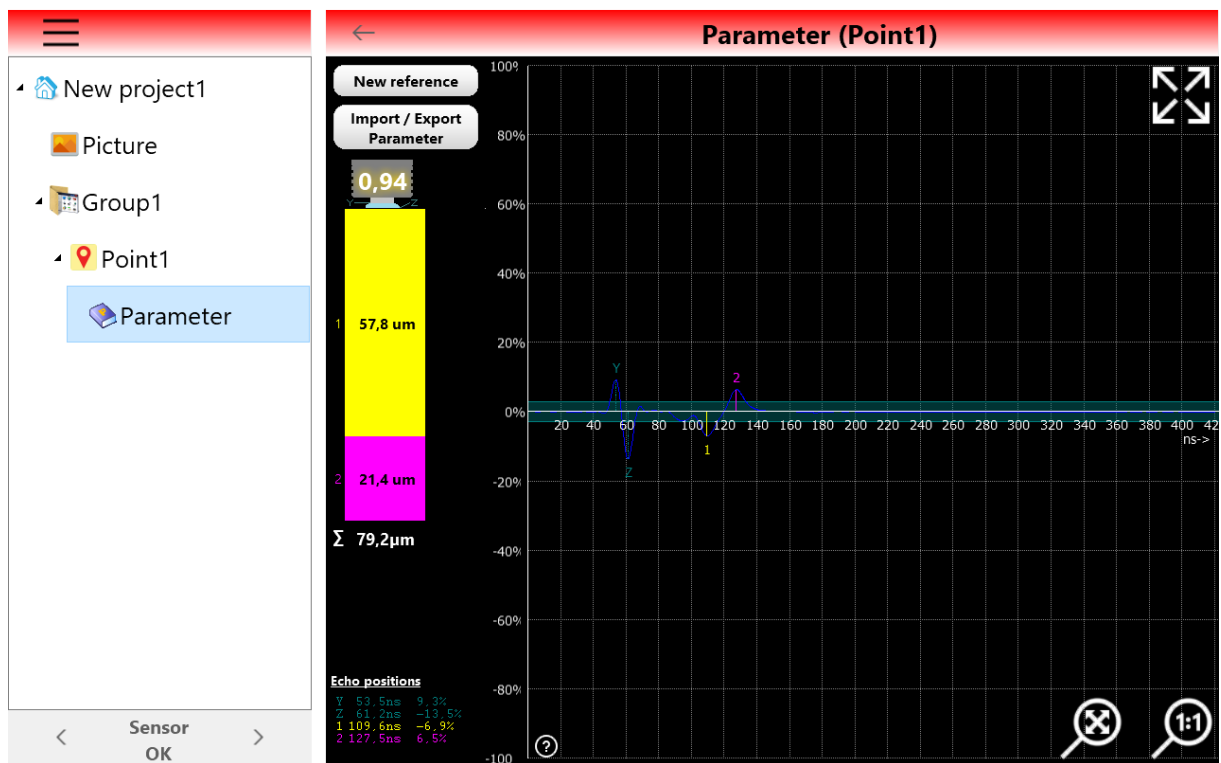 New project1
Picture
Group1
Point1
Parameter
Sensor
OK
Parameter (Point1)
New reference
Import / Export
Parameter
0,94
Y Z
1 57,8 um
2 21,4 um
Σ 79,2µm
Echo positions
Y 53,5ns 9,3%
Z 61,2ns -13,5%
1 109,6ns -6,9%
2 127,5ns 6,5%
80%
60%
40%
20%
0%
-20%
-40%
-60%
-80%
-100
Y
Z
1
2
20 40 60 80 100 120 140 160 180 200 220 240 260 280 300 320 340 360 380 400 42
ns->
?
1:1